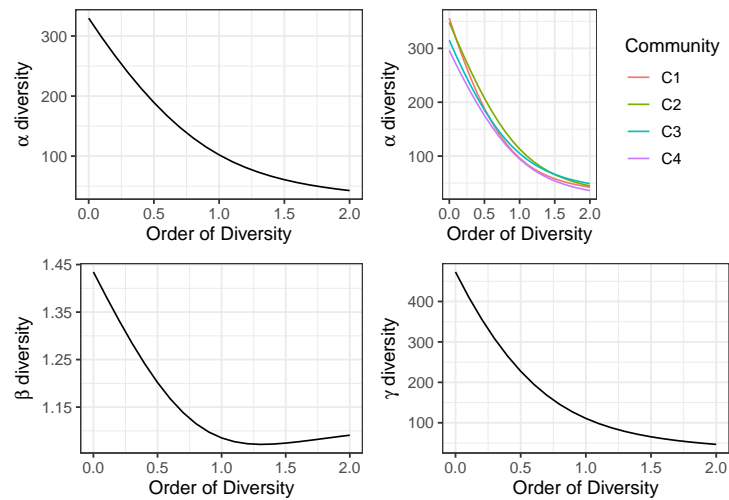 300
200
100
α diversity
0.0 0.5 1.0 1.5 2.0
Order of Diversity
300
200
100
α diversity
0.0 0.5 1.0 1.5 2.0
Order of Diversity
Community
C1
C2
C3
C4
1.45
1.35
1.25
1.15
β diversity
0.0 0.5 1.0 1.5 2.0
Order of Diversity
400
300
200
100
γ diversity
0.0 0.5 1.0 1.5 2.0
Order of Diversity